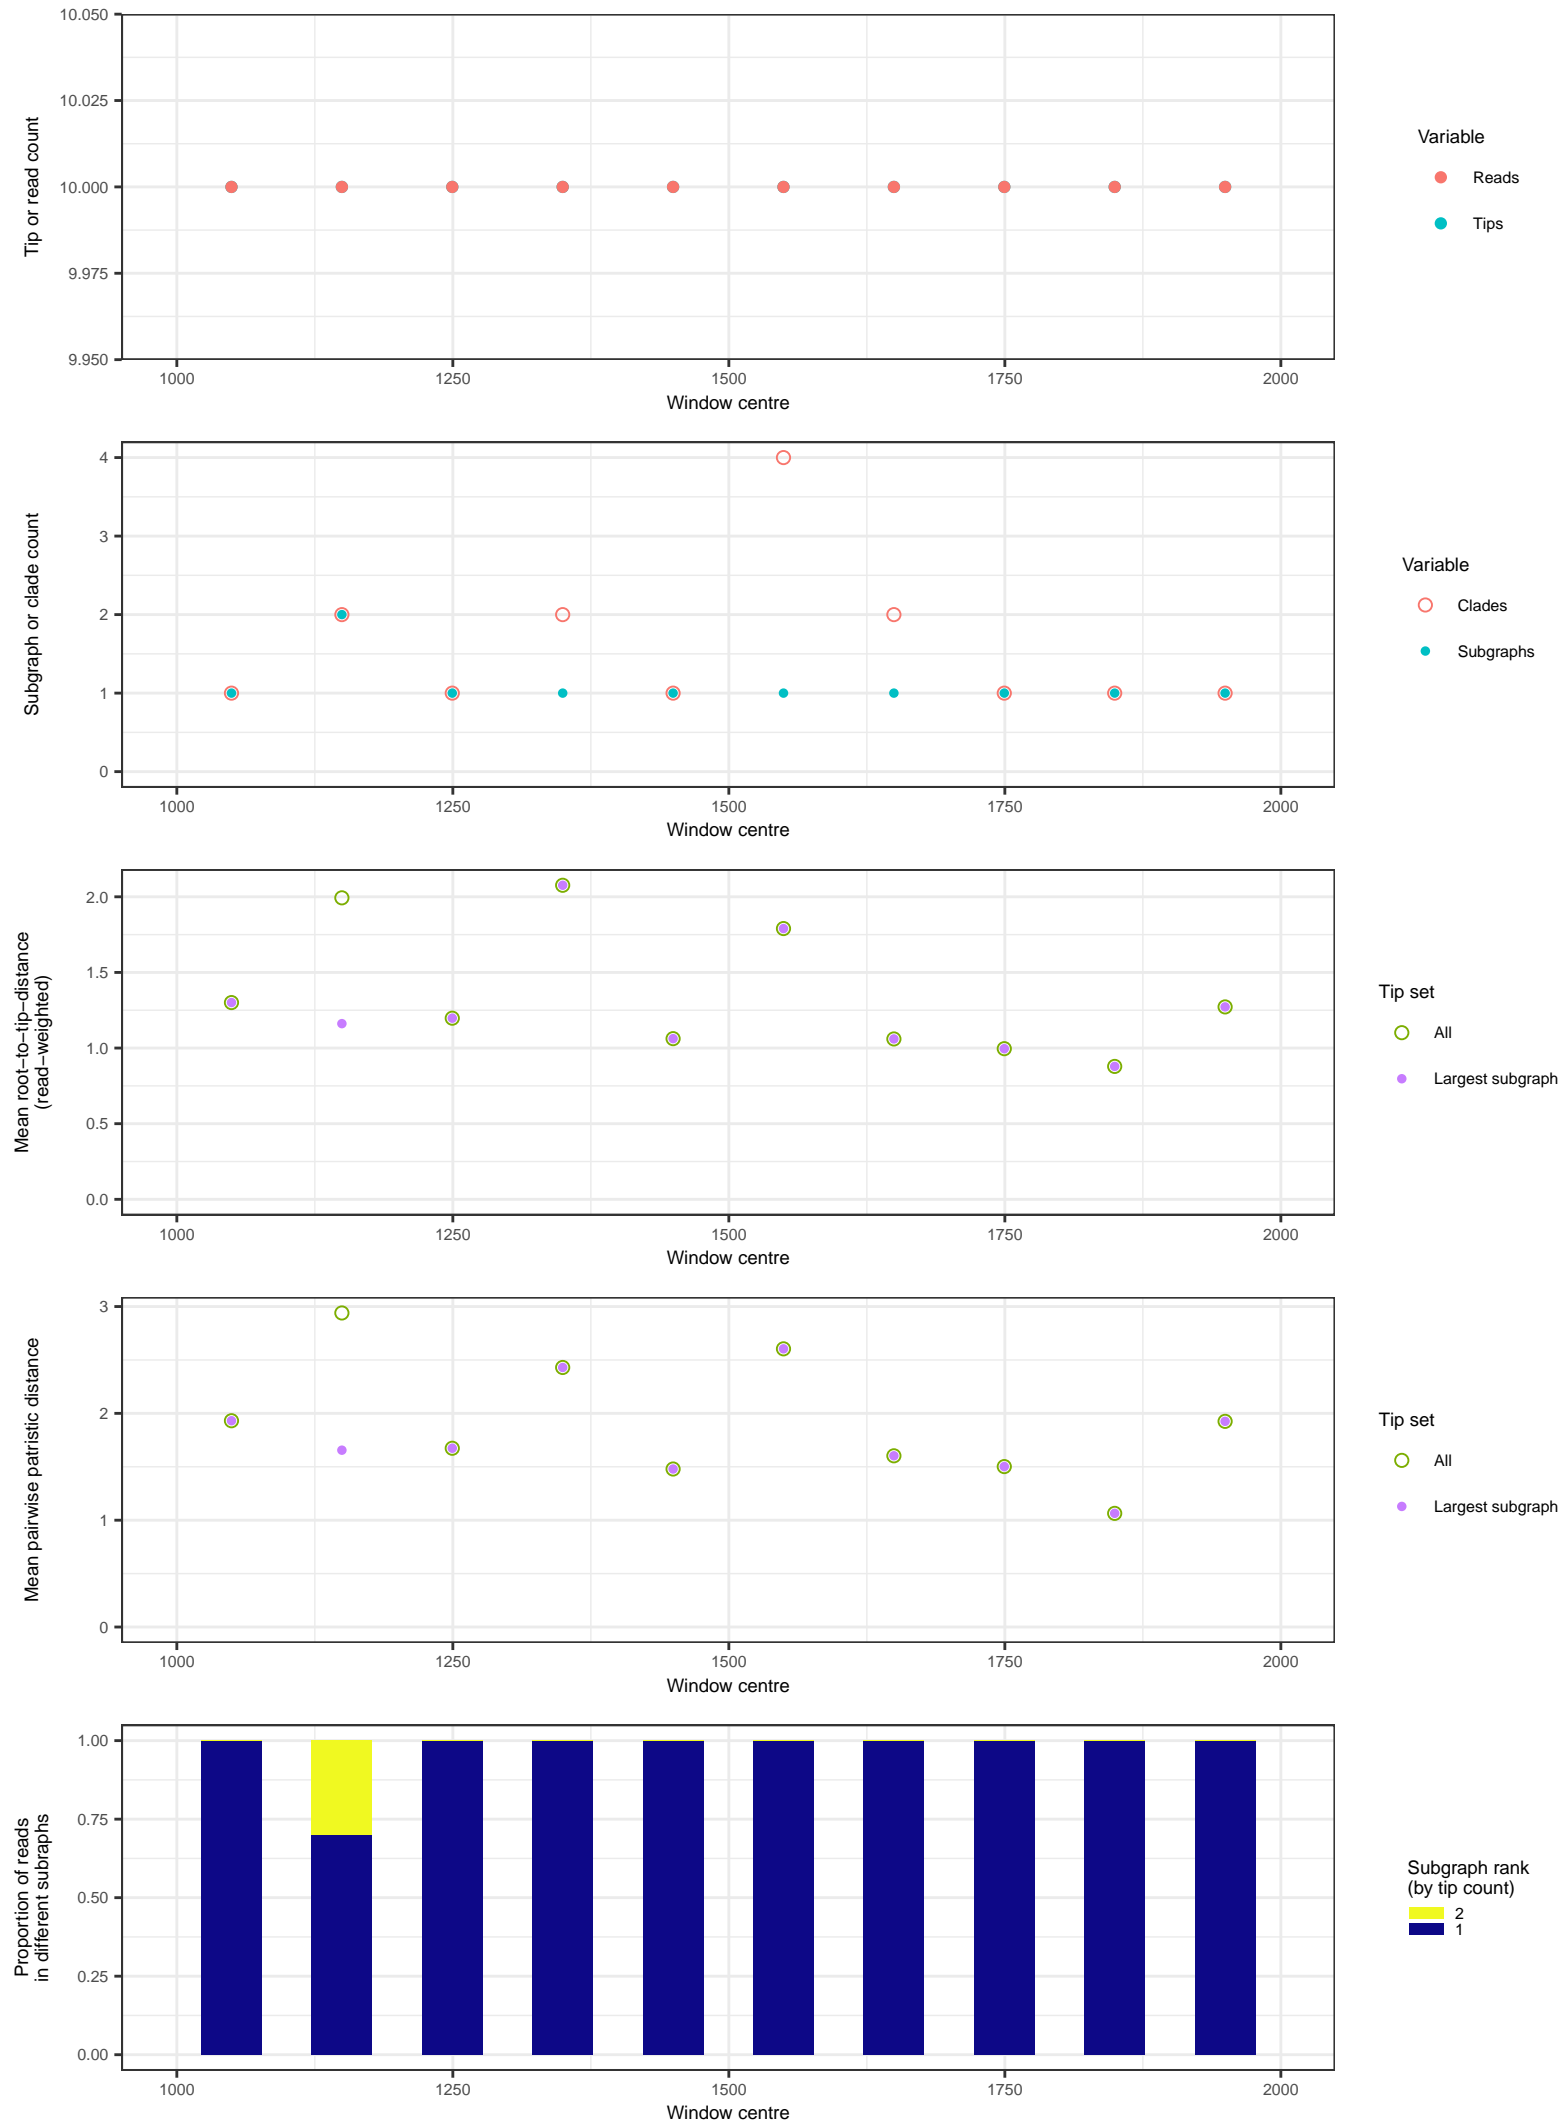 10.050
10.025
10.000
9.975
9.950
Tip or read count
1000 1250 1500 1750 2000
Window centre
Variable
Reads
Tips
4
3
2
1
0
Subgraph or clade count
1000 1250 1500 1750 2000
Window centre
Variable
Clades
Subgraphs
2.0
1.5
1.0
0.5
0.0
Mean root−to−tip−distance
(read−weighted)
1000 1250 1500 1750 2000
Window centre
Tip set
All
Largest subgraph
3
2
1
0
Mean pairwise patristic distance
1000 1250 1500 1750 2000
Window centre
Tip set
All
Largest subgraph
1.00
0.75
0.50
0.25
0.00
Proportion of reads
in different subraphs
1000 1250 1500 1750 2000
Window centre
Subgraph rank
(by tip count)
2
1